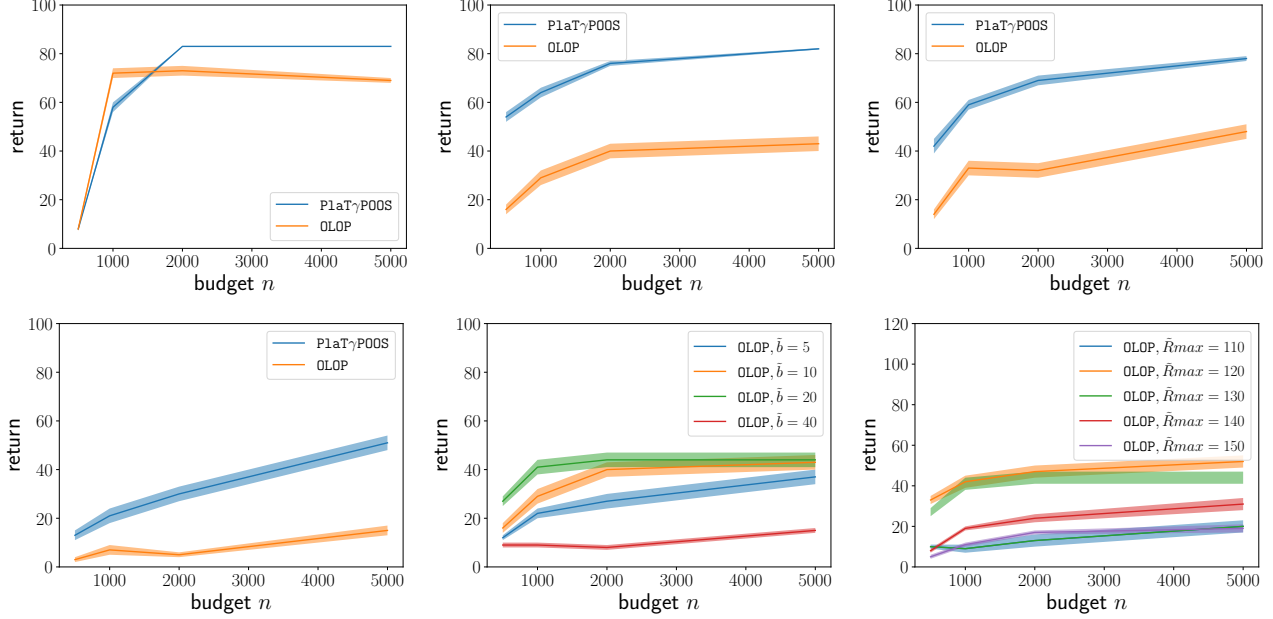 100
80
60
40
20
0
return
1000 2000 3000 4000 5000
budget n
PlaTγPOOS
OLOP
100
80
60
40
20
0
return
1000 2000 3000 4000 5000
budget n
PlaTγPOOS
OLOP
100
80
60
40
20
0
return
1000 2000 3000 4000 5000
budget n
PlaTγPOOS
OLOP
100
80
60
40
20
0
return
1000 2000 3000 4000 5000
budget n
PlaTγPOOS
OLOP
100
80
60
40
20
0
return
1000 2000 3000 4000 5000
budget n
OLOP, b̃ = 5
OLOP, b̃ = 10
OLOP, b̃ = 20
OLOP, b̃ = 40
120
100
80
60
40
20
0
return
1000 2000 3000 4000 5000
budget n
OLOP, R̃max = 110
OLOP, R̃max = 120
OLOP, R̃max = 130
OLOP, R̃max = 140
OLOP, R̃max = 150